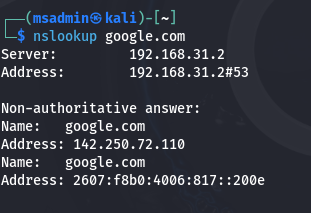 ┌──(msadmin㉿kali)-[~]
└─$ nslookup google.com
Server:         192.168.31.2
Address:        192.168.31.2#53

Non-authoritative answer:
Name:   google.com
Address: 142.250.72.110
Name:   google.com
Address: 2607:f8b0:4006:817::200e